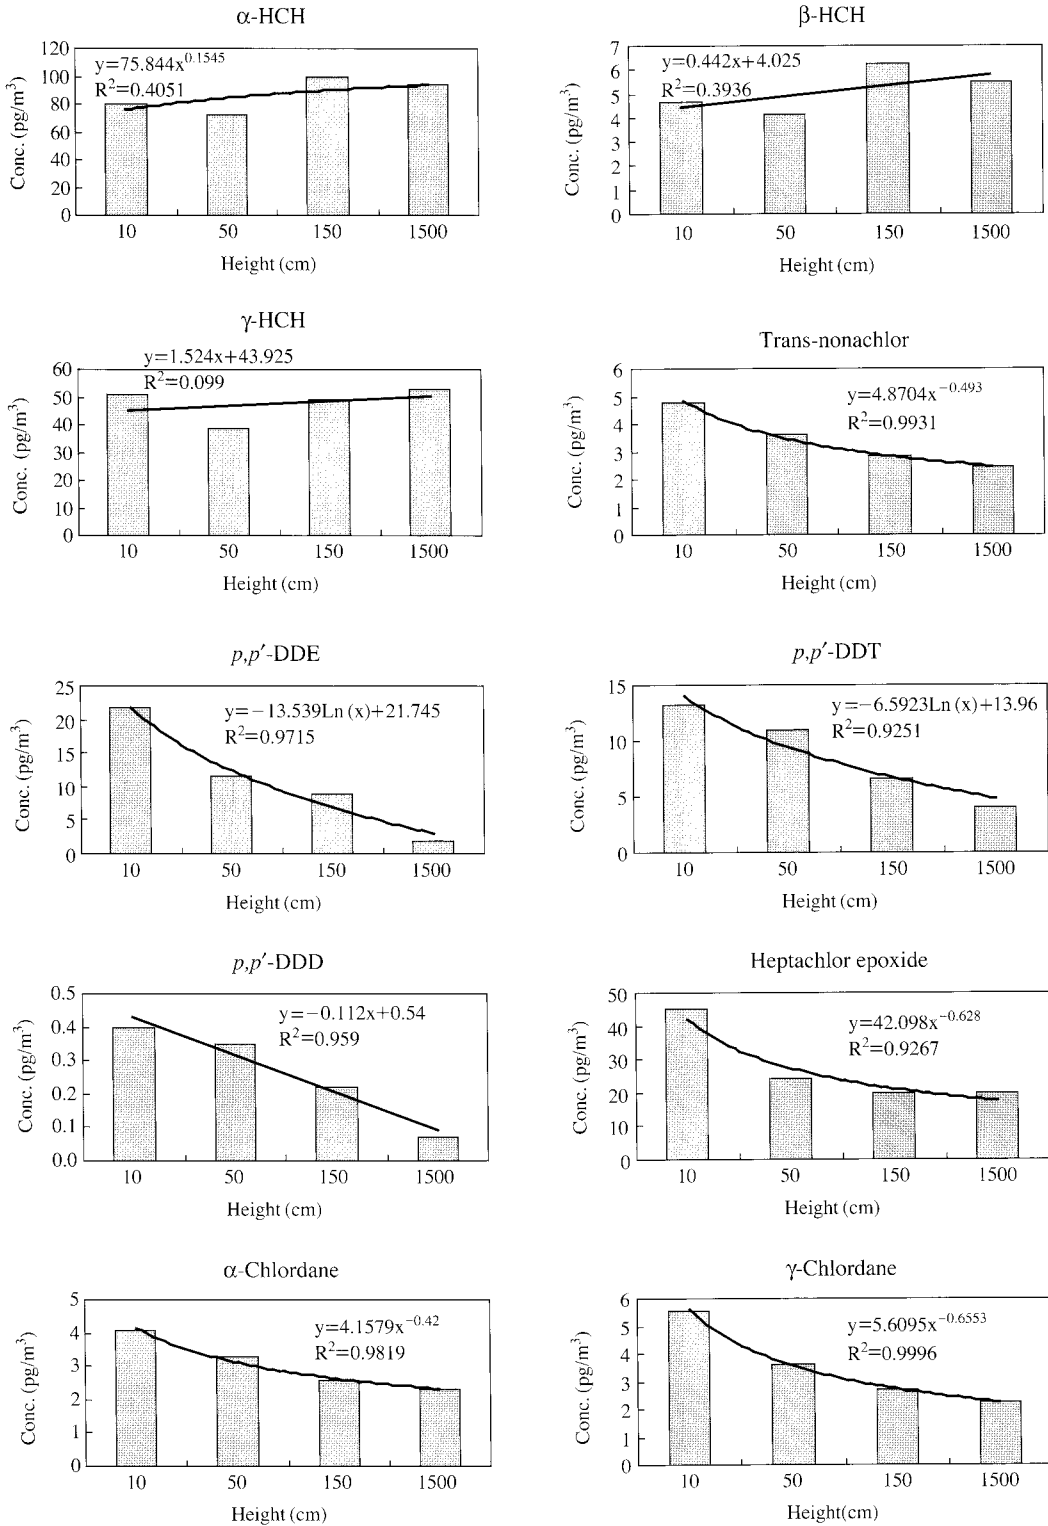 α-HCH
y=75.844x^0.1545
R²=0.4051
Conc. (pg/m³)
120
100
80
60
40
20
0
10 50 150 1500
Height (cm)
β-HCH
y=0.442x+4.025
R²=0.3936
Conc. (pg/m³)
7
6
5
4
3
2
1
0
10 50 150 1500
Height (cm)
γ-HCH
y=1.524x+43.925
R²=0.099
Conc. (pg/m³)
60
50
40
30
20
10
0
10 50 150 1500
Height (cm)
Trans-nonachlor
y=4.8704x^−0.493
R²=0.9931
Conc. (pg/m³)
6
5
4
3
2
1
0
10 50 150 1500
Height (cm)
p,p′-DDE
y=−13.539Ln (x)+21.745
R²=0.9715
Conc. (pg/m³)
25
20
15
10
5
0
10 50 150 1500
Height (cm)
p,p′-DDT
y=−6.5923Ln (x)+13.96
R²=0.9251
Conc. (pg/m³)
15
10
5
0
10 50 150 1500
Height (cm)
p,p′-DDD
y=−0.112x+0.54
R²=0.959
Conc. (pg/m³)
0.5
0.4
0.3
0.2
0.1
0.0
10 50 150 1500
Height (cm)
Heptachlor epoxide
y=42.098x^−0.628
R²=0.9267
Conc. (pg/m³)
50
40
30
20
10
0
10 50 150 1500
Height (cm)
α-Chlordane
y=4.1579x^−0.42
R²=0.9819
Conc. (pg/m³)
5
4
3
2
1
0
10 50 150 1500
Height (cm)
γ-Chlordane
y=5.6095x^−0.6553
R²=0.9996
Conc. (pg/m³)
6
5
4
3
2
1
0
10 50 150 1500
Height(cm)